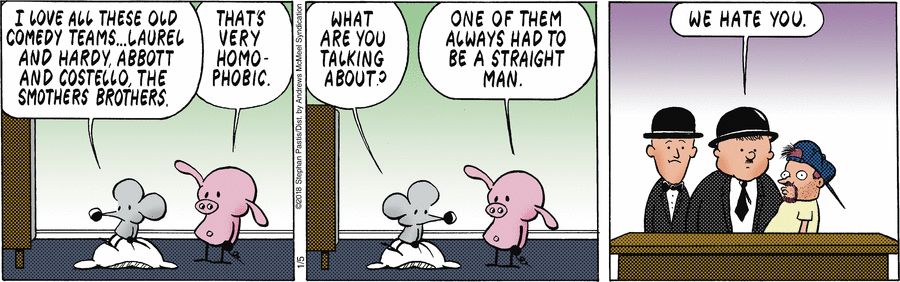 I LOVE ALL THESE OLD
COMEDY TEAMS...LAUREL
AND HARDY, ABBOTT
AND COSTELLO, THE
SMOTHERS BROTHERS.
THAT'S
VERY
HOMO-
PHOBIC.
©2018 Stephan Pastis/Dist. by Andrews McMeel Syndication
1/5
WHAT
ARE YOU
TALKING
ABOUT?
ONE OF THEM
ALWAYS HAD TO
BE A STRAIGHT
MAN.
WE HATE YOU.